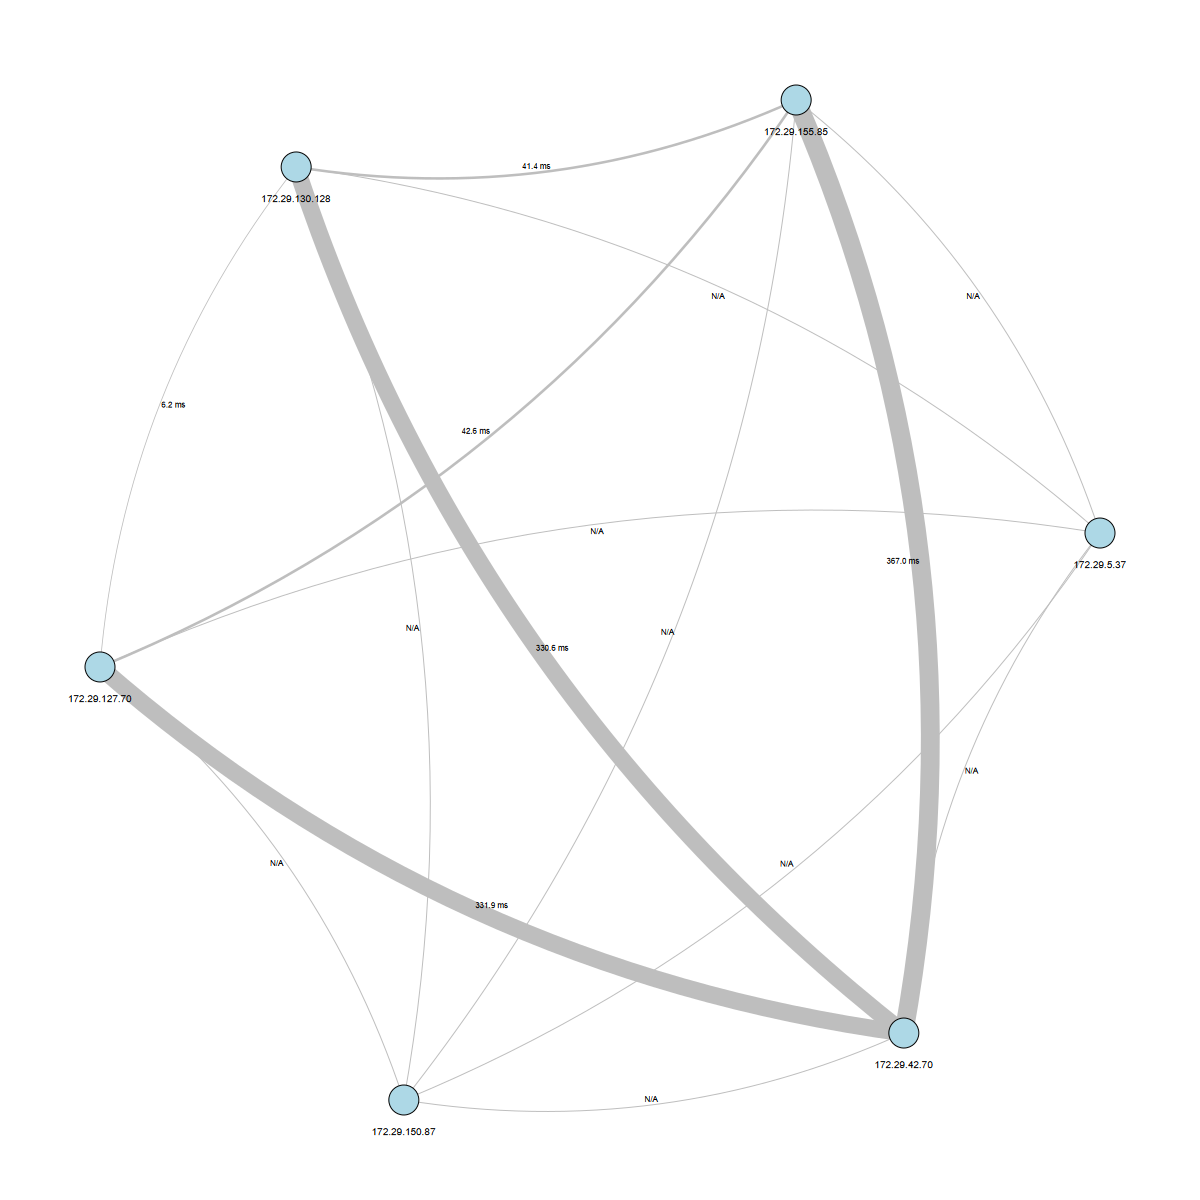 172.29.155.85
41.4 ms
172.29.130.128
N/A
N/A
6.2 ms
42.6 ms
N/A
367.0 ms
172.29.5.37
N/A
N/A
330.6 ms
172.29.127.70
N/A
N/A
N/A
331.9 ms
172.29.42.70
N/A
172.29.150.87